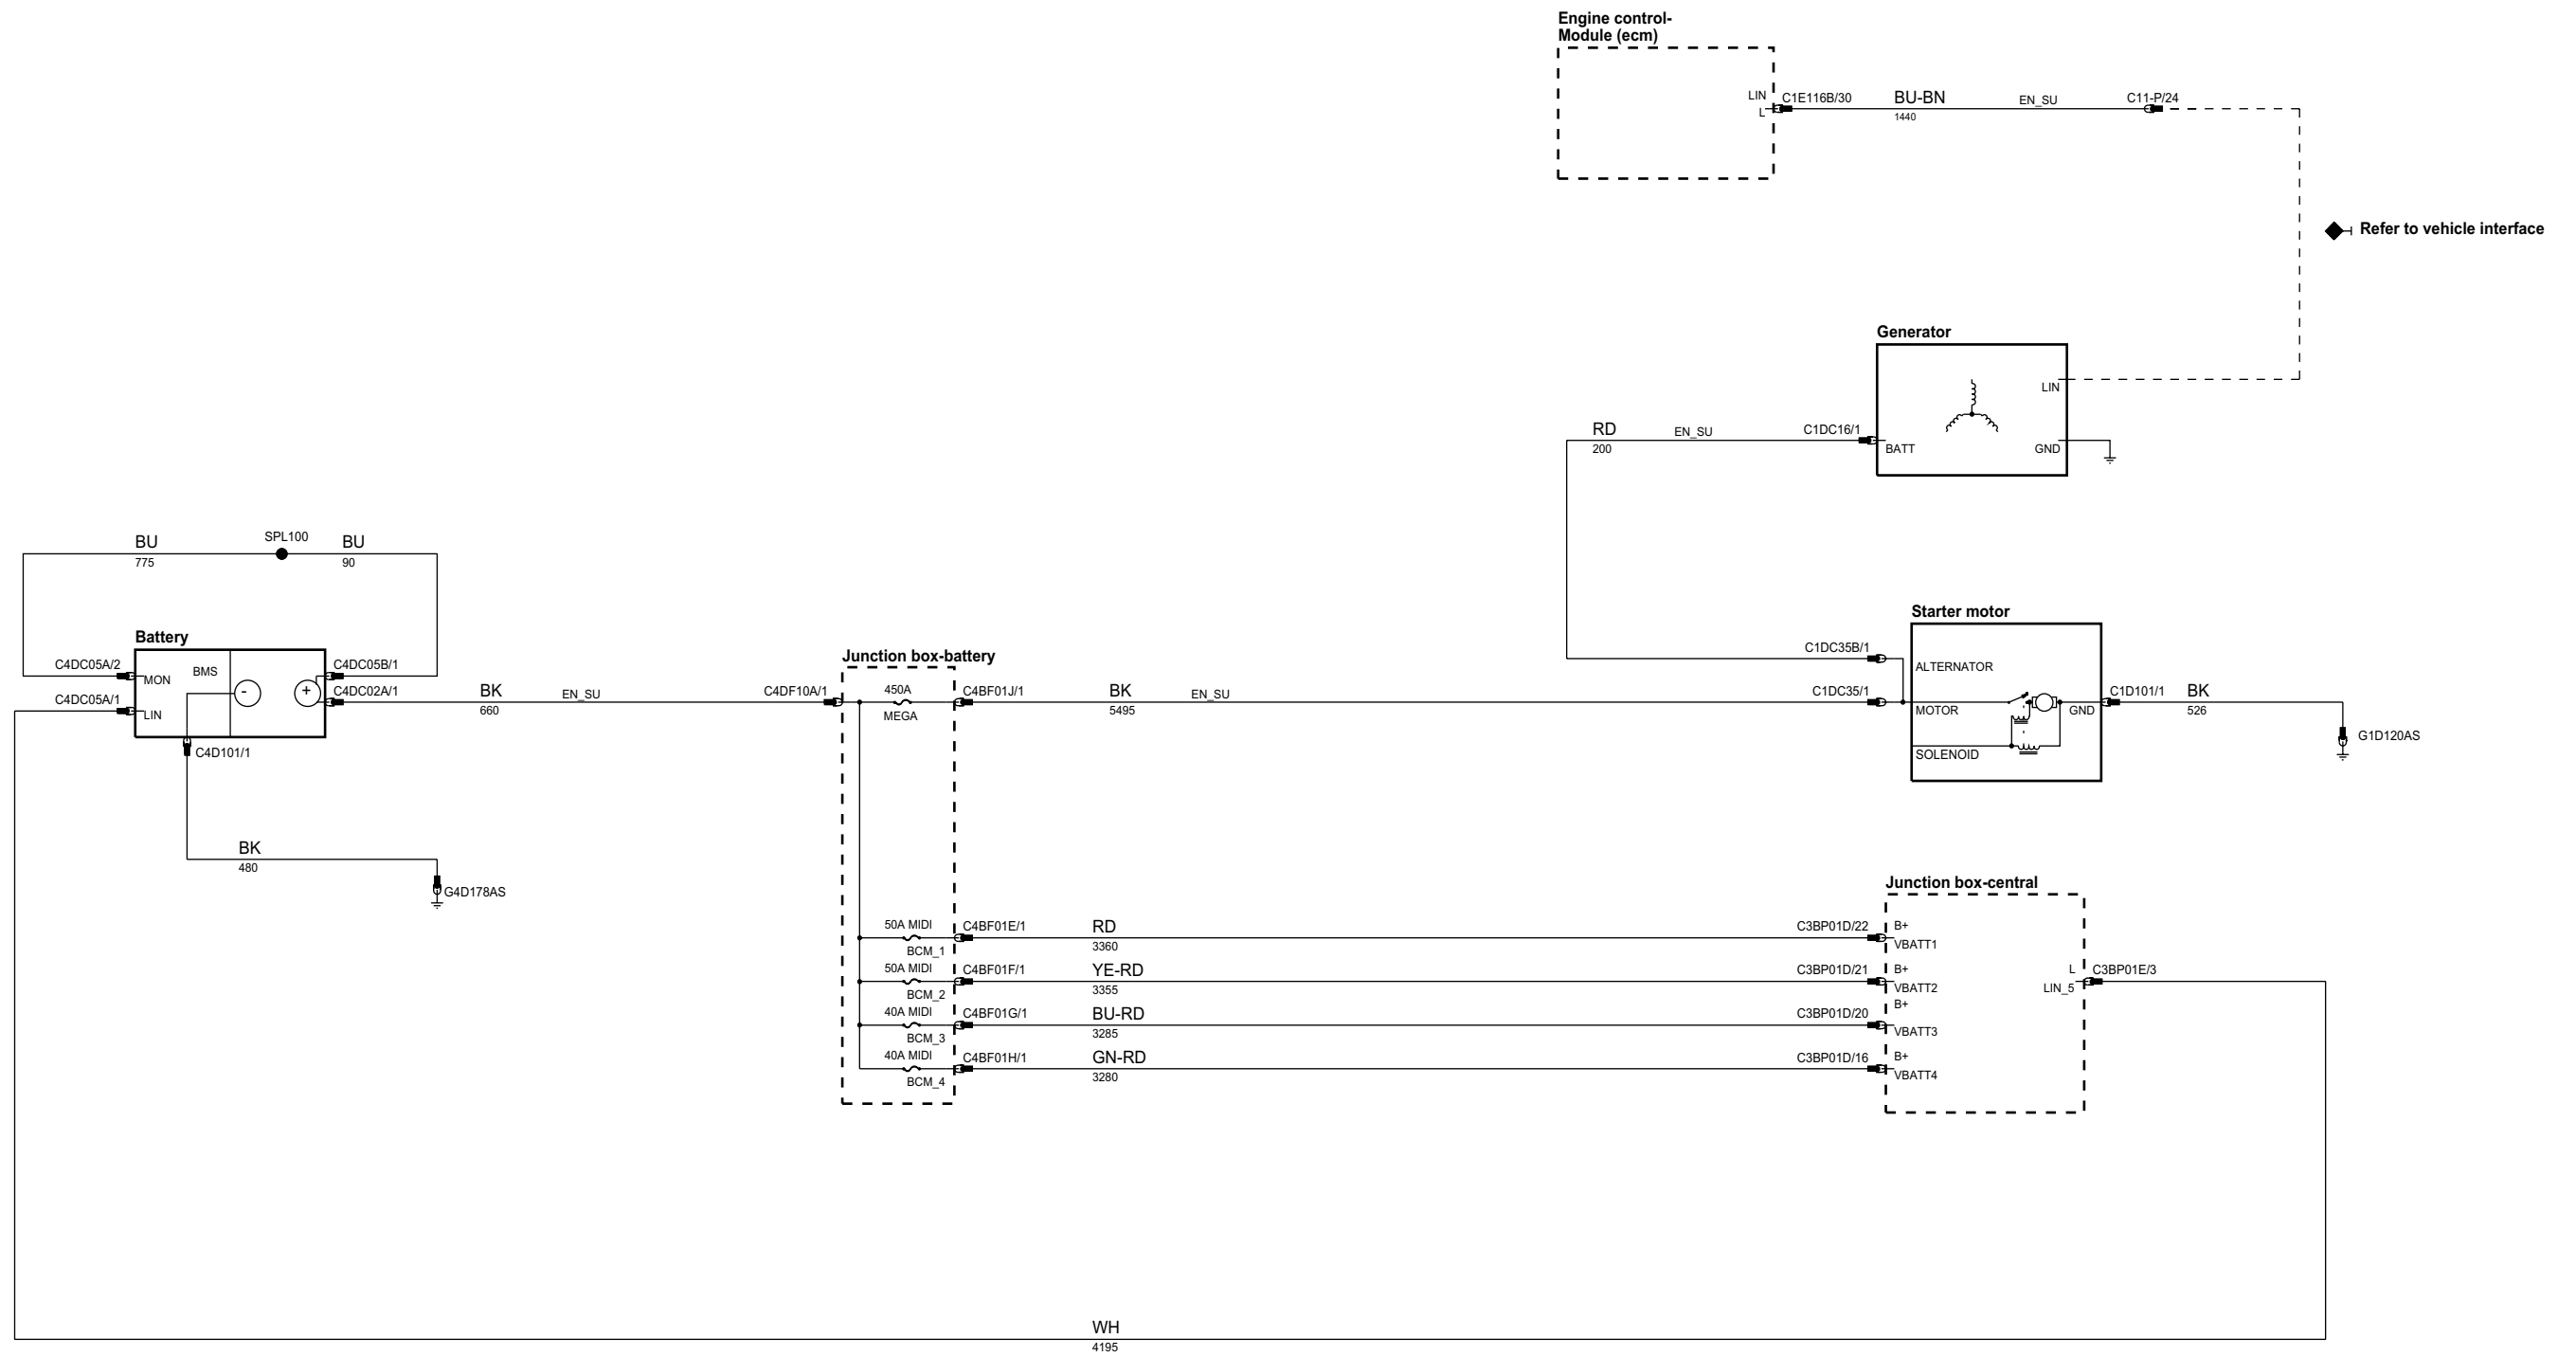 Engine control-
Module (ecm)
LIN
L
C1E116B/30
BU-BN
1440
EN_SU
C11-P/24
Refer to vehicle interface
Generator
LIN
BATT
GND
RD
200
EN_SU
C1DC16/1
BU
775
SPL100
BU
90
Battery
C4DC05A/2
MON
BMS
-
+
C4DC05B/1
C4DC05A/1
LIN
C4DC02A/1
C4D101/1
BK
660
EN_SU
BK
480
G4D178AS
Junction box-battery
C4DF10A/1
450A
MEGA
C4BF01J/1
BK
5495
EN_SU
Starter motor
C1DC35B/1
ALTERNATOR
C1DC35/1
MOTOR
GND
SOLENOID
C1D101/1
BK
526
G1D120AS
50A MIDI
BCM_1
C4BF01E/1
RD
3360
50A MIDI
BCM_2
C4BF01F/1
YE-RD
3355
40A MIDI
BCM_3
C4BF01G/1
BU-RD
3285
40A MIDI
BCM_4
C4BF01H/1
GN-RD
3280
Junction box-central
C3BP01D/22
B+
VBATT1
C3BP01D/21
B+
VBATT2
C3BP01D/20
B+
VBATT3
C3BP01D/16
B+
VBATT4
L
LIN_5
C3BP01E/3
WH
4195